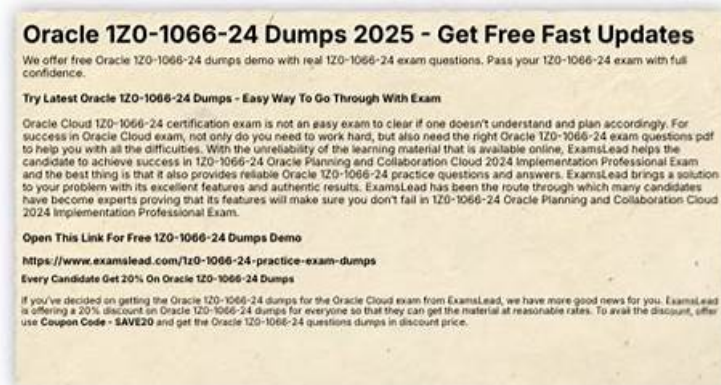 Oracle 1Z0-1066-24 Dumps 2025 - Get Free Fast Updates
We offer free Oracle 1Z0-1066-24 dumps demo with real 1Z0-1066-24 exam questions. Pass your 1Z0-1066-24 exam with full
confidence.
Try Latest Oracle 1Z0-1066-24 Dumps - Easy Way To Go Through With Exam
Oracle Cloud 1Z0-1066-24 certification exam is not an easy exam to clear if one doesn't understand and plan accordingly. For
success in Oracle Cloud exam, not only do you need to work hard, but also need the right Oracle 1Z0-1066-24 exam questions pdf
to help you with all the difficulties. With the unreliability of the learning material that is available online, ExamsLead helps the
candidate to achieve success in 1Z0-1066-24 Oracle Planning and Collaboration Cloud 2024 Implementation Professional Exam
and the best thing is that it also provides reliable Oracle 1Z0-1066-24 practice questions and answers. ExamsLead brings a solution
to your problem with its excellent features and authentic results. ExamsLead has been the route through which many candidates
have become experts proving that its features will make sure you don't fail in 1Z0-1066-24 Oracle Planning and Collaboration Cloud
2024 Implementation Professional Exam.
Open This Link For Free 1Z0-1066-24 Dumps Demo
https://www.examslead.com/1z0-1066-24-practice-exam-dumps
Every Candidate Get 20% On Oracle 1Z0-1066-24 Dumps
If you've decided on getting the Oracle 1Z0-1066-24 dumps for the Oracle Cloud exam from ExamsLead, we have more good news for you. ExamsLead
is offering a 20% discount on Oracle 1Z0-1066-24 dumps for everyone so that they can get the material at reasonable rates. To avail the discount, offer
use Coupon Code - SAVE20 and get the Oracle 1Z0-1066-24 questions dumps in discount price.